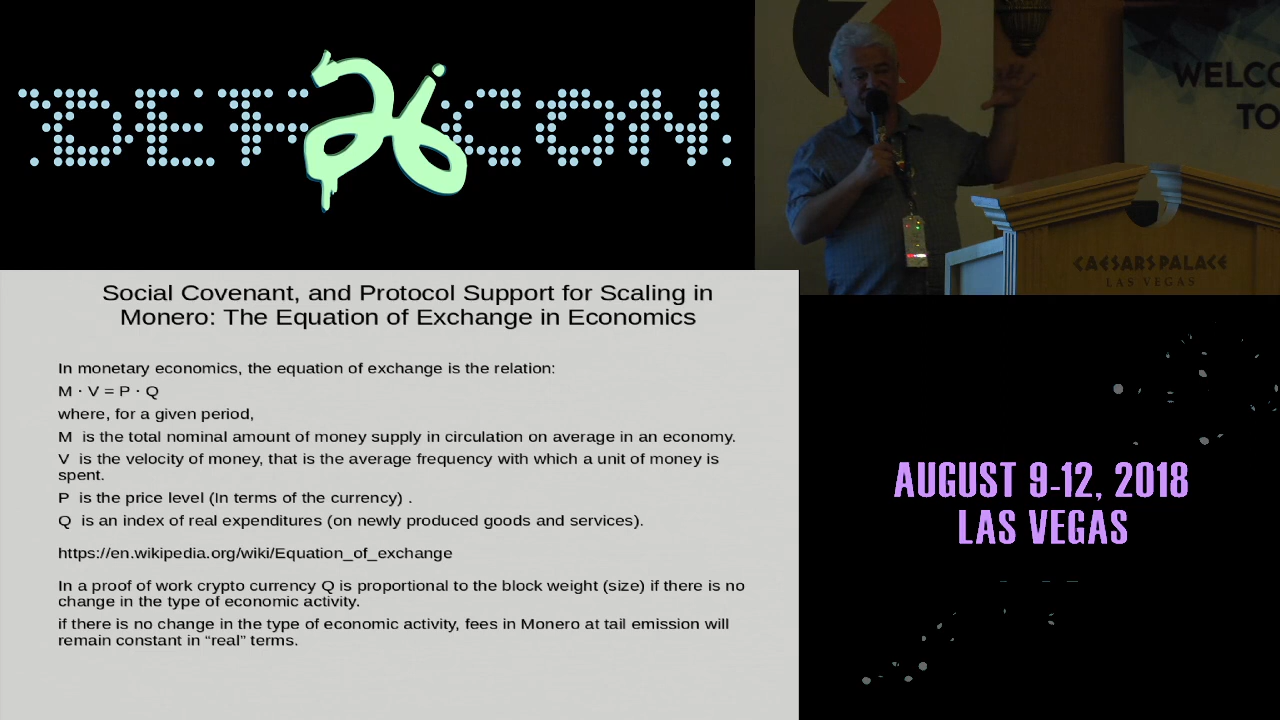 DEF 26 CON
WELCO
TO
CAESARS PALACE
LAS VEGAS
Social Covenant, and Protocol Support for Scaling in
Monero: The Equation of Exchange in Economics
In monetary economics, the equation of exchange is the relation:
M · V = P · Q
where, for a given period,
M  is the total nominal amount of money supply in circulation on average in an economy.
V  is the velocity of money, that is the average frequency with which a unit of money is
spent.
P  is the price level (In terms of the currency) .
Q  is an index of real expenditures (on newly produced goods and services).
https://en.wikipedia.org/wiki/Equation_of_exchange
In a proof of work crypto currency Q is proportional to the block weight (size) if there is no
change in the type of economic activity.
if there is no change in the type of economic activity, fees in Monero at tail emission will
remain constant in “real” terms.
AUGUST 9-12, 2018
LAS VEGAS